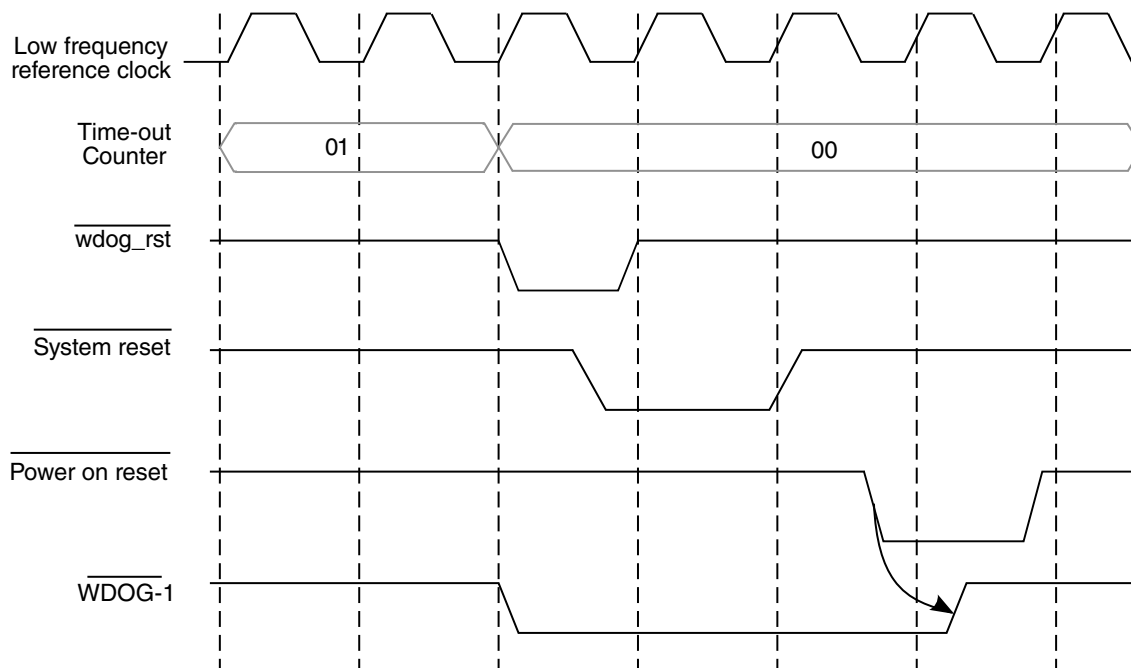 Low frequency
reference clock
Time-out
Counter
01
00
wdog_rst
System reset
Power on reset
WDOG-1